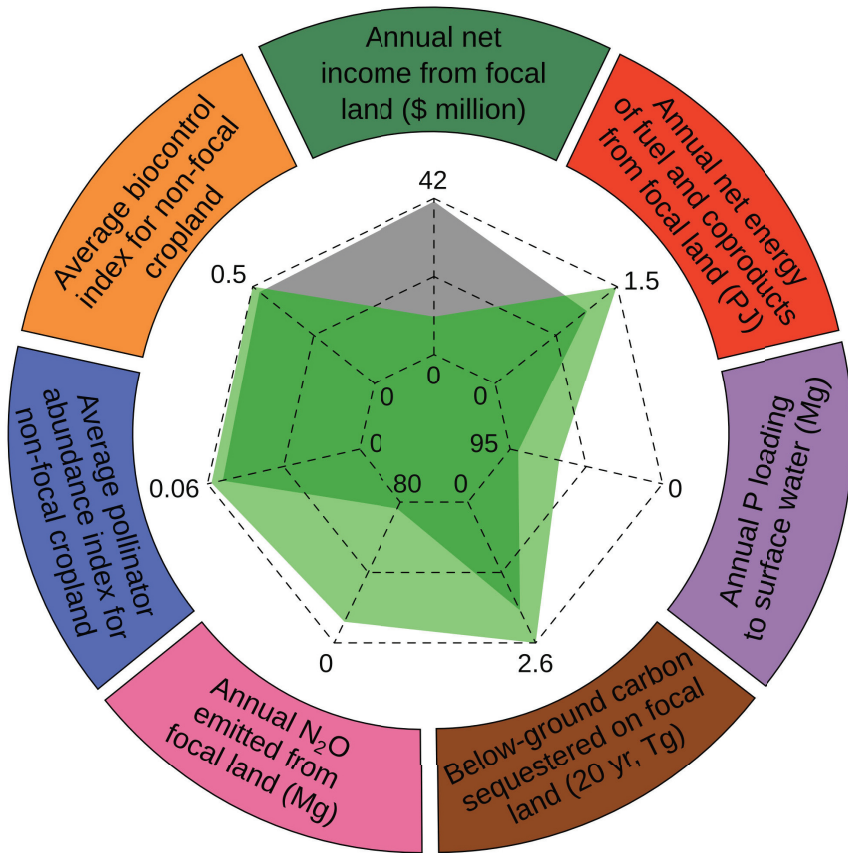 Annual net
income from focal
land ($ million)
Annual net energy
of fuel and coproducts
from focal land (PJ)
Annual P loading
to surface water (Mg)
Below-ground carbon
sequestered on focal
land (20 yr, Tg)
Annual N₂O
emitted from
focal land (Mg)
Average pollinator
abundance index for
non-focal cropland
Average biocontrol
index for non-focal
cropland
42
0.5
1.5
0
0
0
0
95
0
0.06
80
0
0
2.6